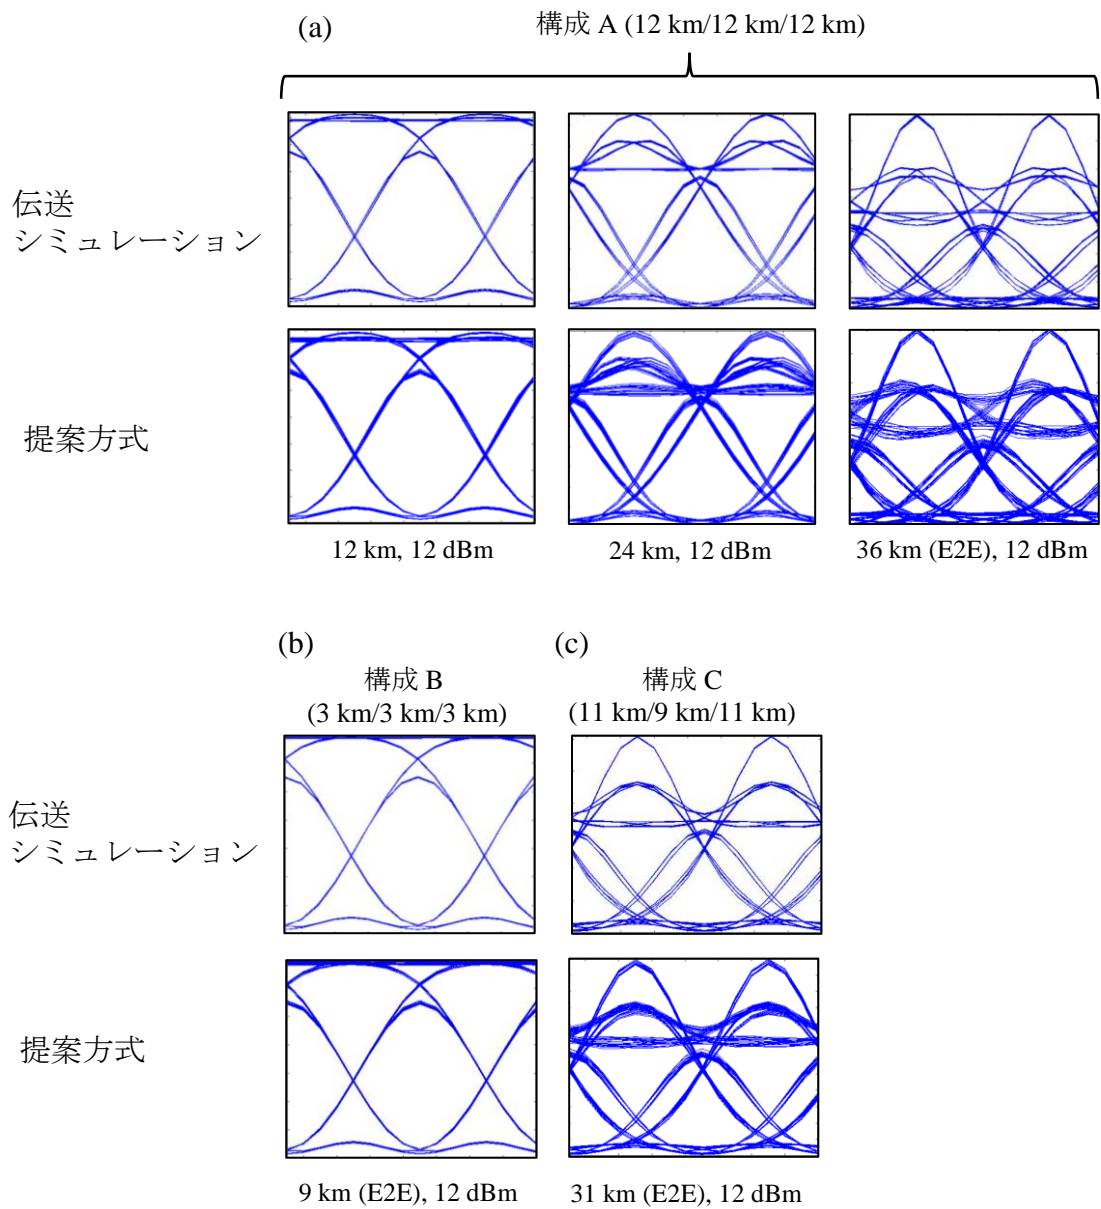 (a)
構成 A (12 km/12 km/12 km)
伝送
シミュレーション
提案方式
12 km, 12 dBm
24 km, 12 dBm
36 km (E2E), 12 dBm
(b)
(c)
構成 B
(3 km/3 km/3 km)
構成 C
(11 km/9 km/11 km)
伝送
シミュレーション
提案方式
9 km (E2E), 12 dBm
31 km (E2E), 12 dBm